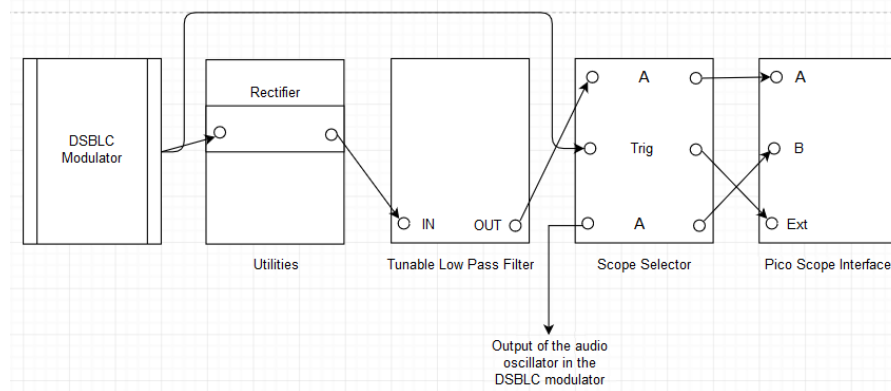 DSBLC
Modulator
Rectifier
IN
OUT
A
Trig
A
A
B
Ext
Utilities
Tunable Low Pass Filter
Scope Selector
Pico Scope Interface
Output of the audio
oscillator in the
DSBLC modulator